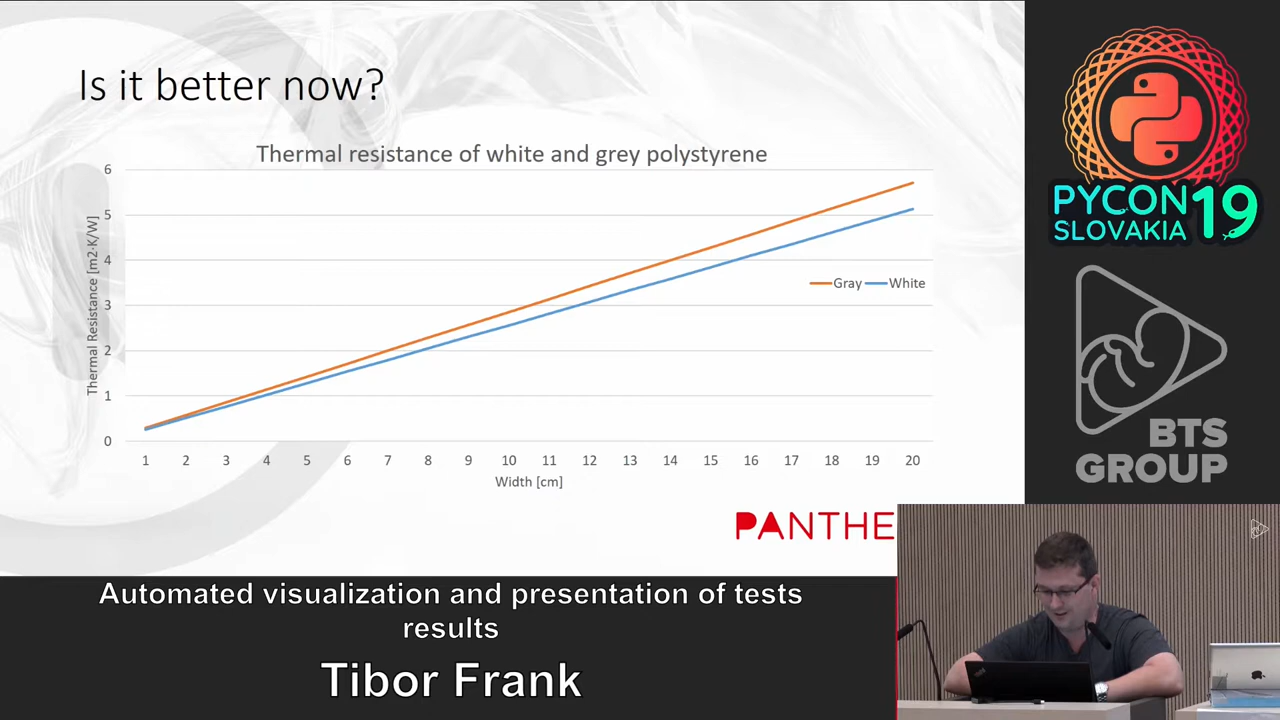 Is it better now?
Thermal resistance of white and grey polystyrene
Thermal Resistance [m2·K/W]
6
5
4
3
2
1
0
Gray
White
1 2 3 4 5 6 7 8 9 10 11 12 13 14 15 16 17 18 19 20
Width [cm]
PANTHE
PYCON
SLOVAKIA
19
BTS
GROUP
Automated visualization and presentation of tests
results
Tibor Frank